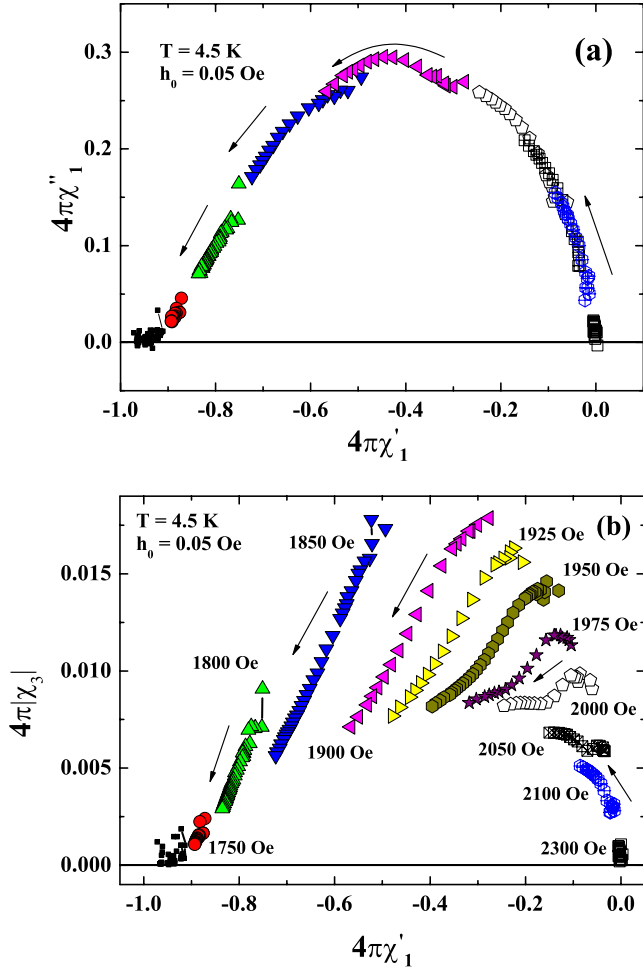 (a)
T = 4.5 K
h₀ = 0.05 Oe
0.3
0.2
0.1
0.0
4πχ''₁
-1.0 -0.8 -0.6 -0.4 -0.2 0.0
4πχ'₁
(b)
T = 4.5 K
h₀ = 0.05 Oe
1925 Oe
1850 Oe
1950 Oe
0.015
1975 Oe
0.010
1800 Oe
2000 Oe
1900 Oe
2050 Oe
0.005
2100 Oe
1750 Oe
2300 Oe
0.000
4π|χ₃|
-1.0 -0.8 -0.6 -0.4 -0.2 0.0
4πχ'₁